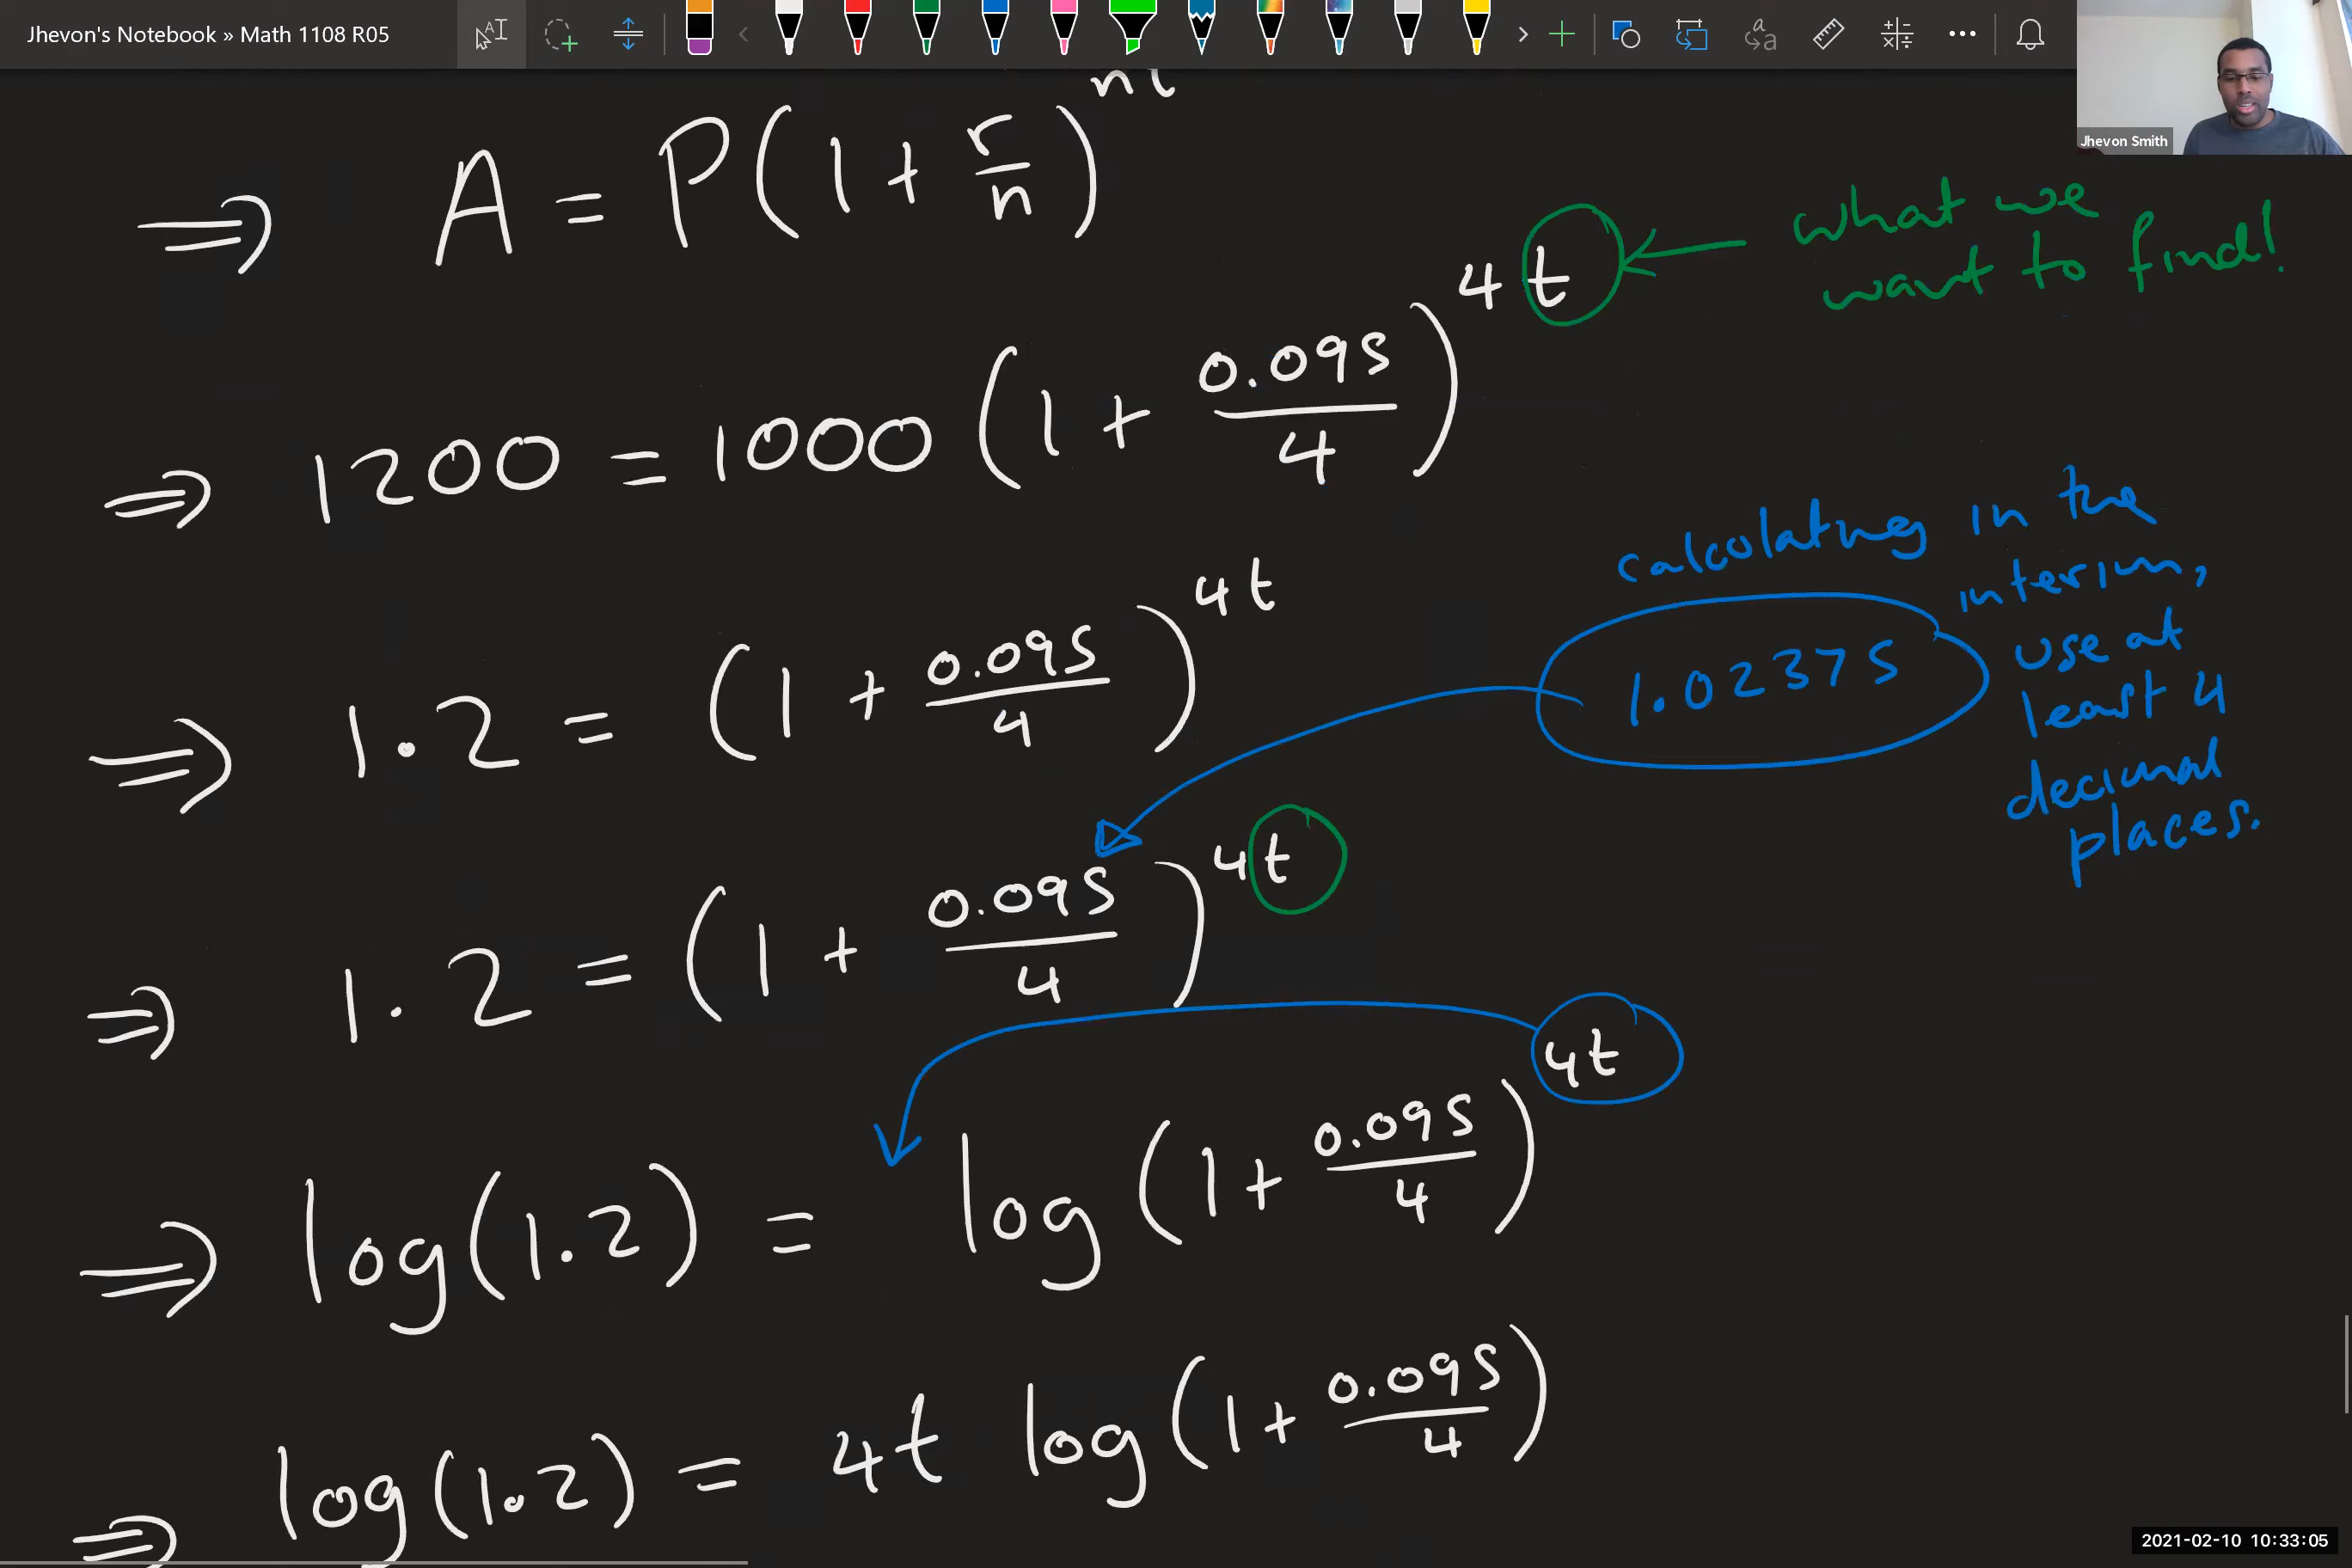 Jhevon's Notebook » Math 1108 R05
Jhevon Smith
⇒ A = P(1 + r/n)^nt
⇒ 1200 = 1000 (1 + 0.095/4)^4t ← what we want to find!
calculating in the interim, use at least 4 decimal places.
⇒ 1.2 = (1 + 0.095/4)^4t
1.02375
⇒ 1.2 = (1 + 0.095/4)^4t
⇒ log(1.2) = log(1 + 0.095/4)^4t
⇒ log(1.2) = 4t log(1 + 0.095/4)
2021-02-10 10:33:05